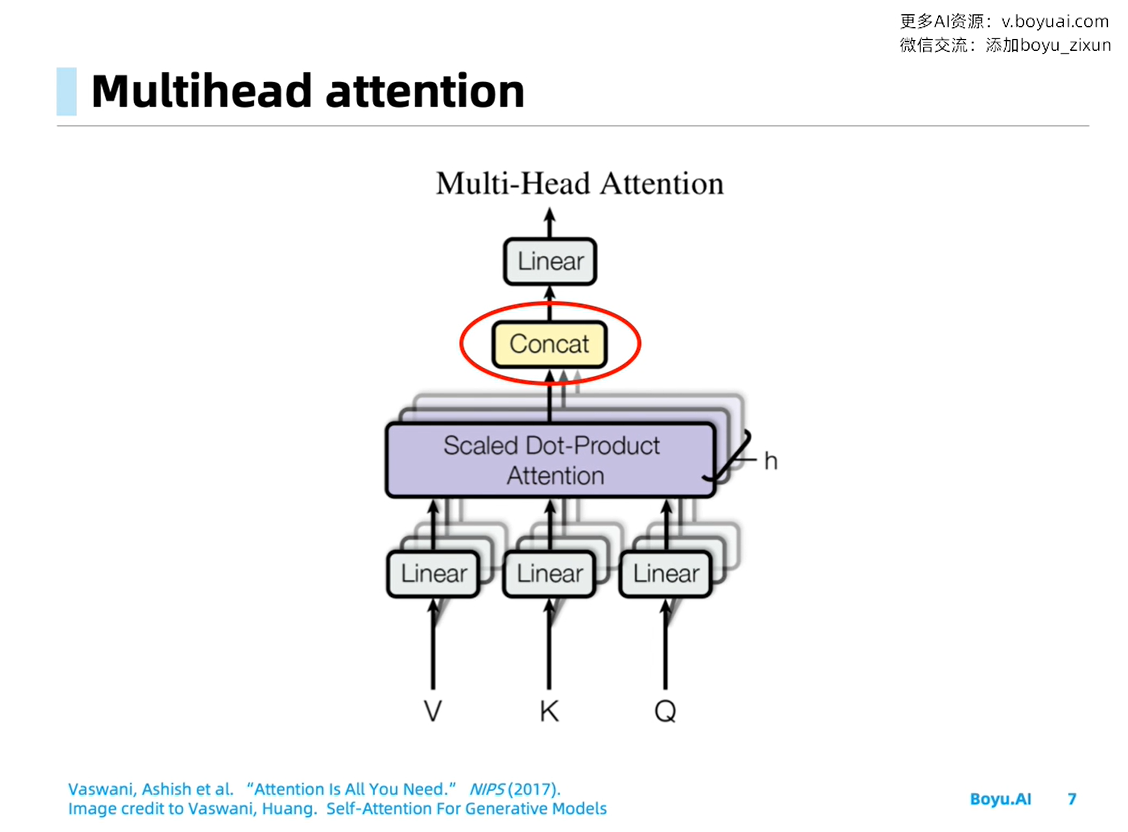 更多AI资源：v.boyuai.com
微信交流：添加boyu_zixun
Multihead attention
Multi-Head Attention
Linear
Concat
Scaled Dot-Product
Attention
h
Linear Linear Linear
V K Q
Vaswani, Ashish et al. “Attention Is All You Need.” NIPS (2017).
Image credit to Vaswani, Huang. Self-Attention For Generative Models
Boyu.AI 7